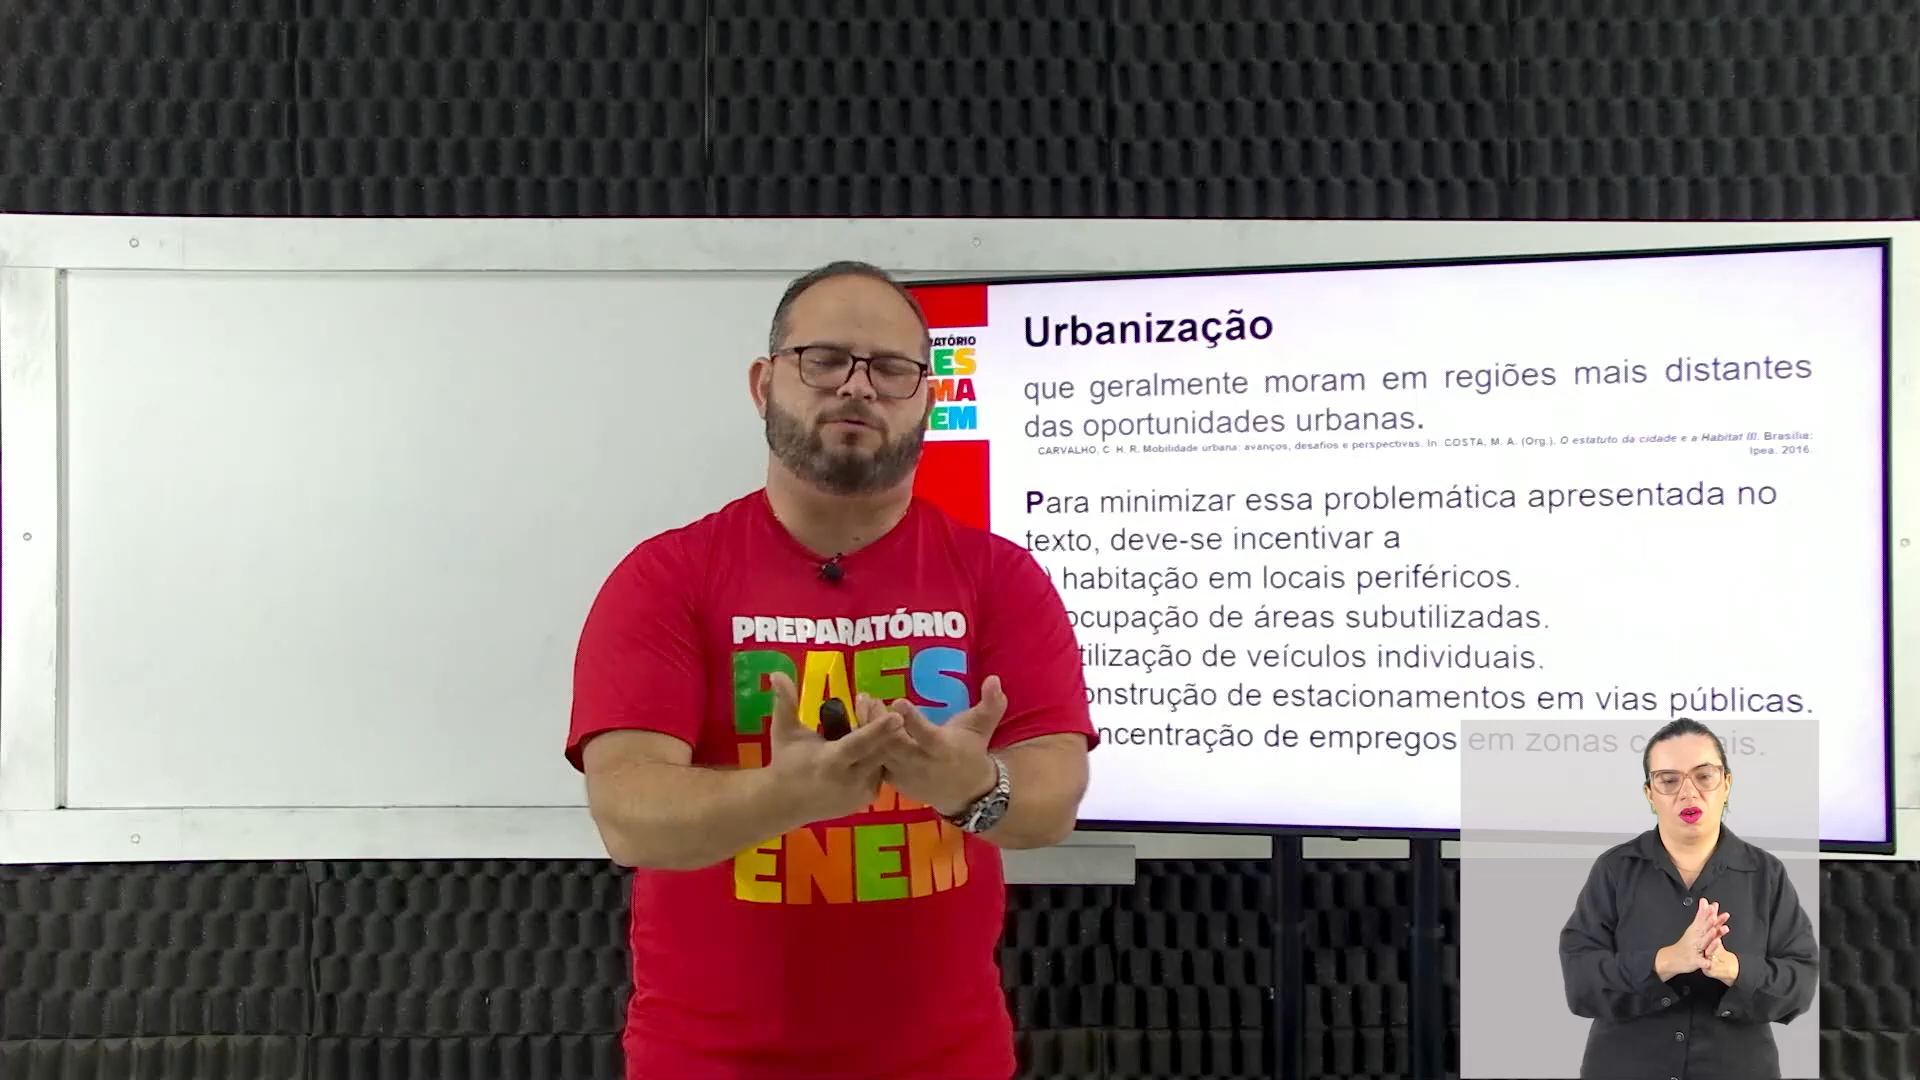 Urbanização
que geralmente moram em regiões mais distantes
das oportunidades urbanas.
CARVALHO, C. H. R. Mobilidade urbana: avanços, desafios e perspectivas. In: COSTA, M. A. (Org.). O estatuto da cidade e a Habitat III. Brasília:
Ipea, 2016.
Para minimizar essa problemática apresentada no
texto, deve-se incentivar a
) habitação em locais periféricos.
ocupação de áreas subutilizadas.
tilização de veículos individuais.
onstrução de estacionamentos em vias públicas.
ncentração de empregos em zonas
RATÓRIO
ES
MA
EM
PREPARATÓRIO
PAES
ENEM